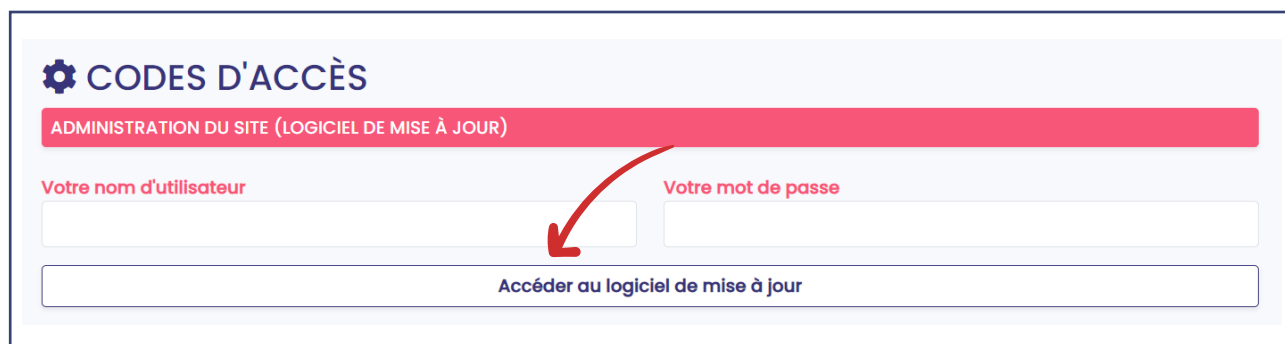 CODES D'ACCÈS
ADMINISTRATION DU SITE (LOGICIEL DE MISE À JOUR)
Votre nom d'utilisateur
Votre mot de passe
Accéder au logiciel de mise à jour